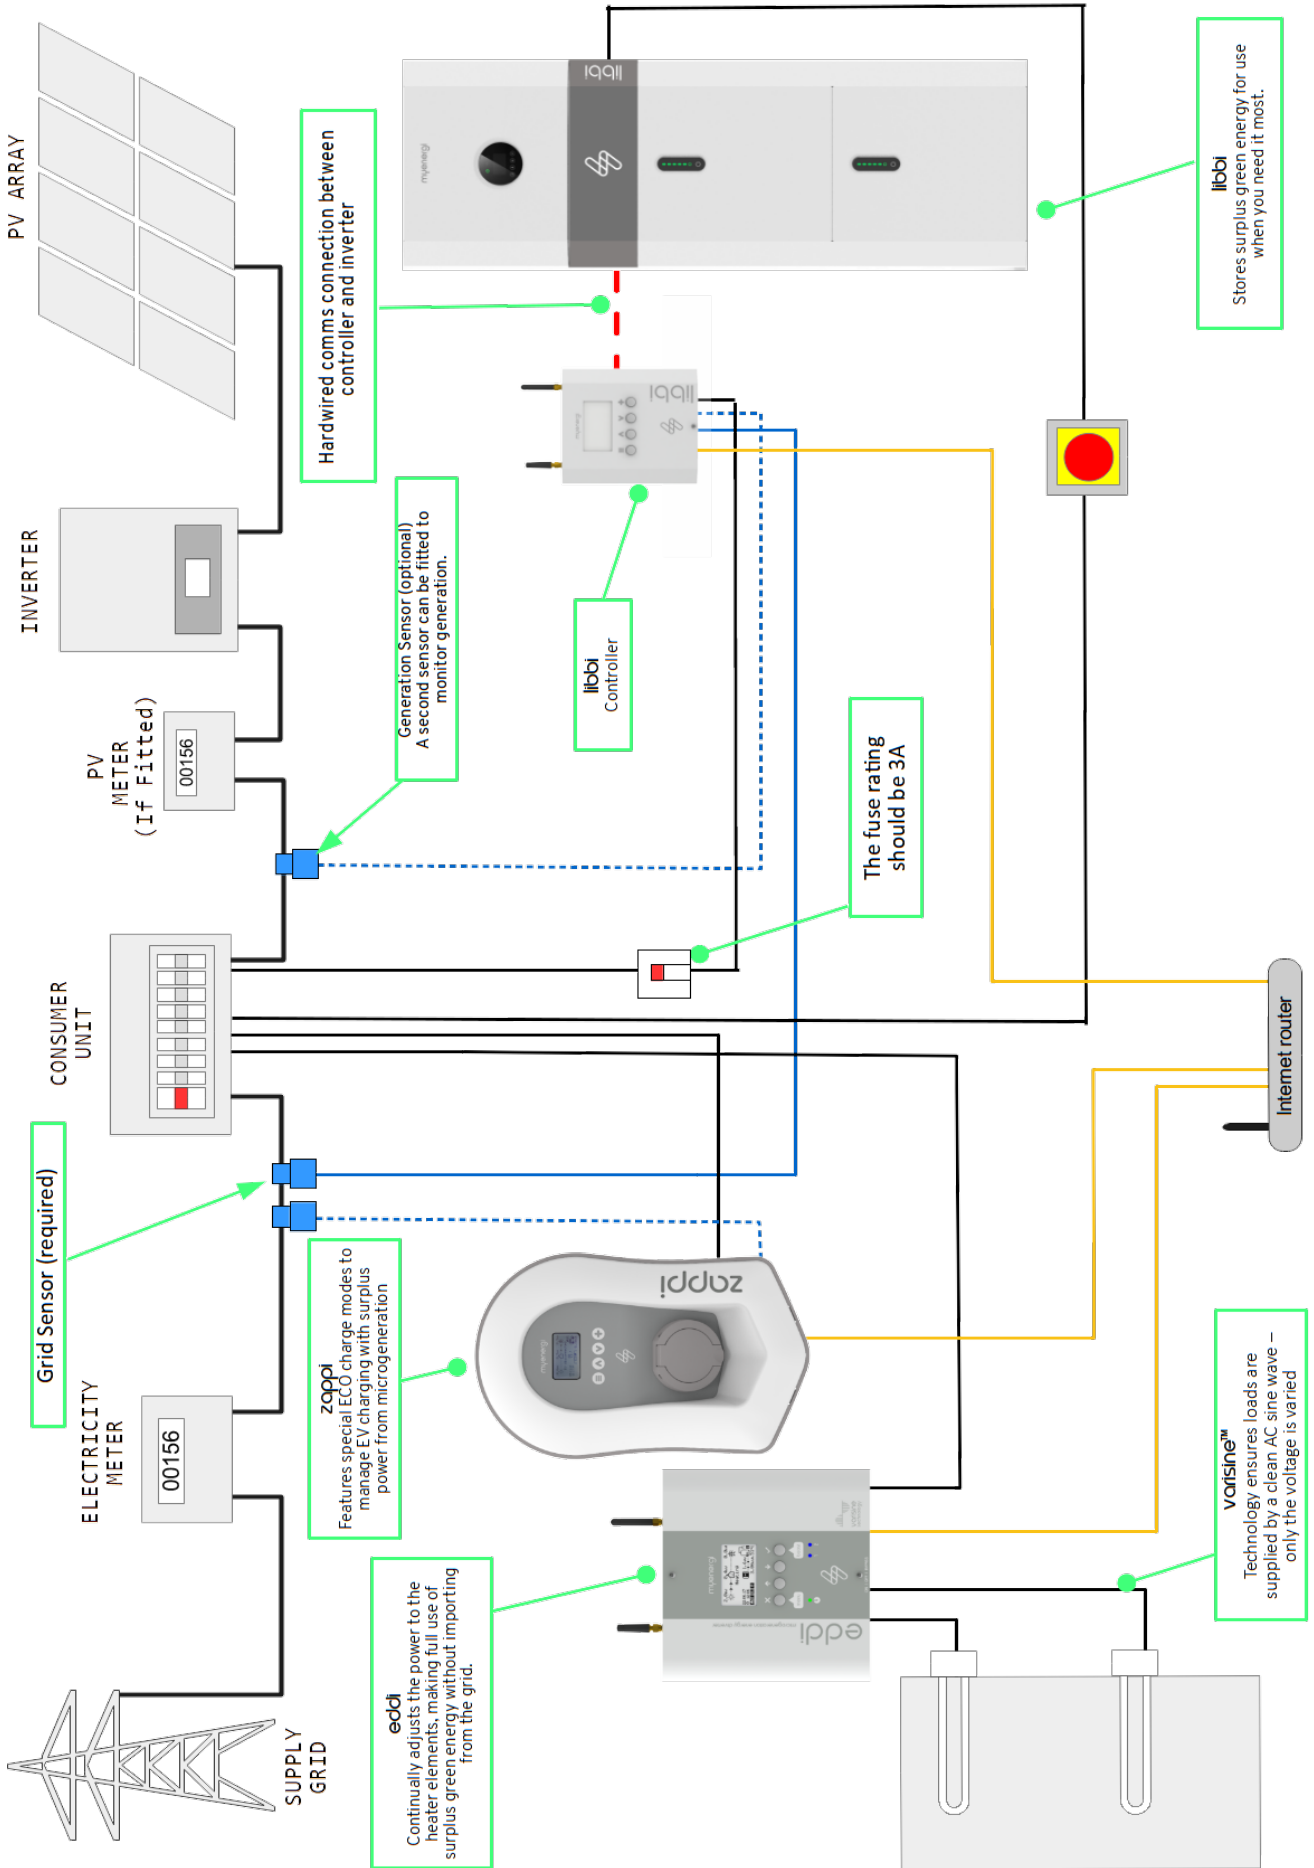 SUPPLY
GRID
ELECTRICITY
METER
00156
Grid Sensor (required)
CONSUMER
UNIT
PV
METER
(If Fitted)
00156
INVERTER
PV ARRAY
eddi
Continually adjusts the power to the
heater elements, making full use of
surplus green energy without importing
from the grid.
zappi
Features special ECO charge modes to
manage EV charging with surplus
power from microgeneration
Generation Sensor (optional)
A second sensor can be fitted to
monitor generation.
Hardwired comms connection between
controller and inverter
myenergi
libbi
libbi
libbi
Controller
myenergi
zappi
myenergi
eddi
The fuse rating
should be 3A
varisine™
Technology ensures loads are
supplied by a clean AC sine wave –
only the voltage is varied
Internet router
libbi
Stores surplus green energy for use
when you need it most.